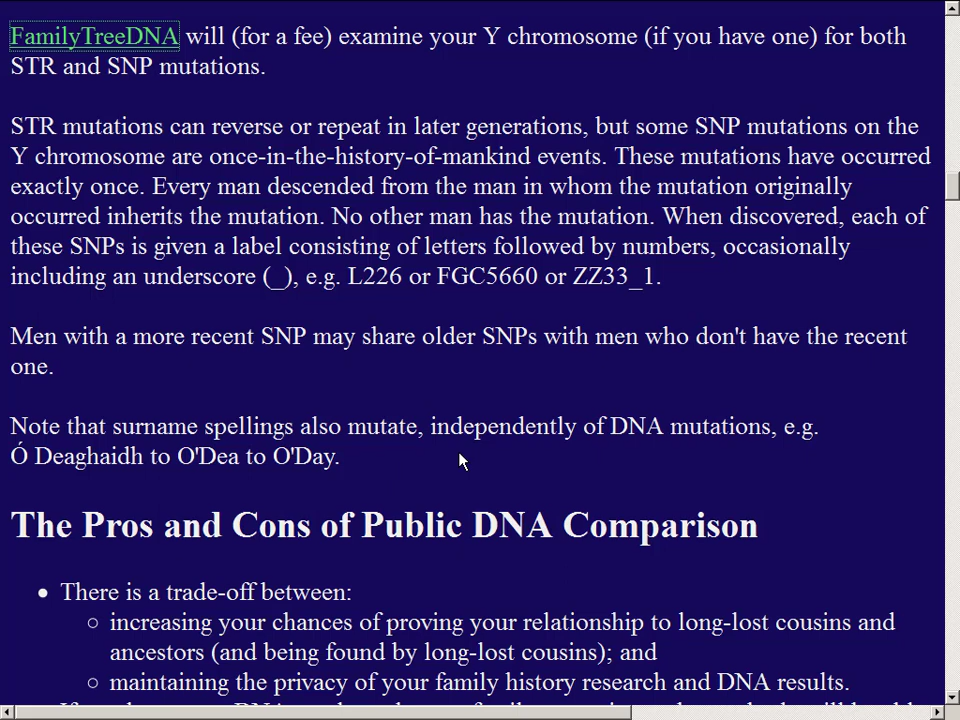 FamilyTreeDNA will (for a fee) examine your Y chromosome (if you have one) for both
STR and SNP mutations.
STR mutations can reverse or repeat in later generations, but some SNP mutations on the
Y chromosome are once-in-the-history-of-mankind events. These mutations have occurred
exactly once. Every man descended from the man in whom the mutation originally
occurred inherits the mutation. No other man has the mutation. When discovered, each of
these SNPs is given a label consisting of letters followed by numbers, occasionally
including an underscore (_), e.g. L226 or FGC5660 or ZZ33_1.
Men with a more recent SNP may share older SNPs with men who don't have the recent
one.
Note that surname spellings also mutate, independently of DNA mutations, e.g.
Ó Deaghaidh to O'Dea to O'Day.
The Pros and Cons of Public DNA Comparison
• There is a trade-off between:
○ increasing your chances of proving your relationship to long-lost cousins and
ancestors (and being found by long-lost cousins); and
○ maintaining the privacy of your family history research and DNA results.